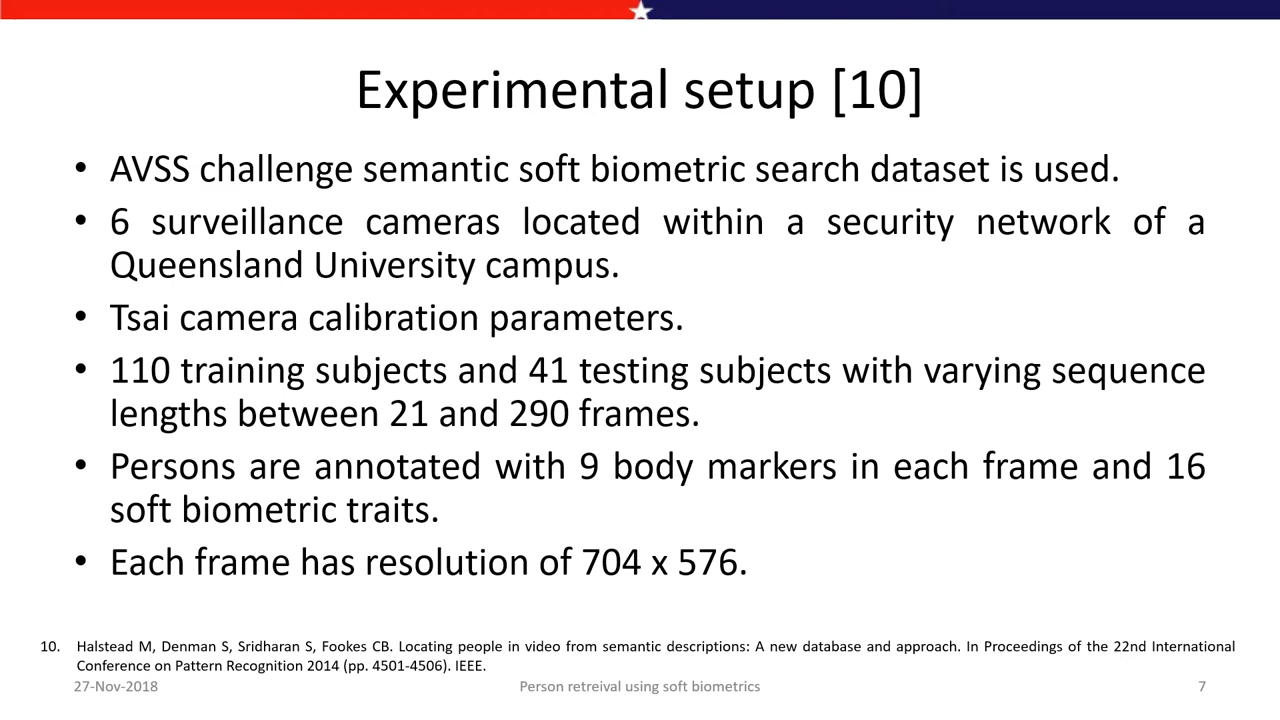 Experimental setup [10]
• AVSS challenge semantic soft biometric search dataset is used.
• 6 surveillance cameras located within a security network of a
Queensland University campus.
• Tsai camera calibration parameters.
• 110 training subjects and 41 testing subjects with varying sequence
lengths between 21 and 290 frames.
• Persons are annotated with 9 body markers in each frame and 16
soft biometric traits.
• Each frame has resolution of 704 x 576.
10. Halstead M, Denman S, Sridharan S, Fookes CB. Locating people in video from semantic descriptions: A new database and approach. In Proceedings of the 22nd International
Conference on Pattern Recognition 2014 (pp. 4501-4506). IEEE.
27-Nov-2018 Person retreival using soft biometrics 7